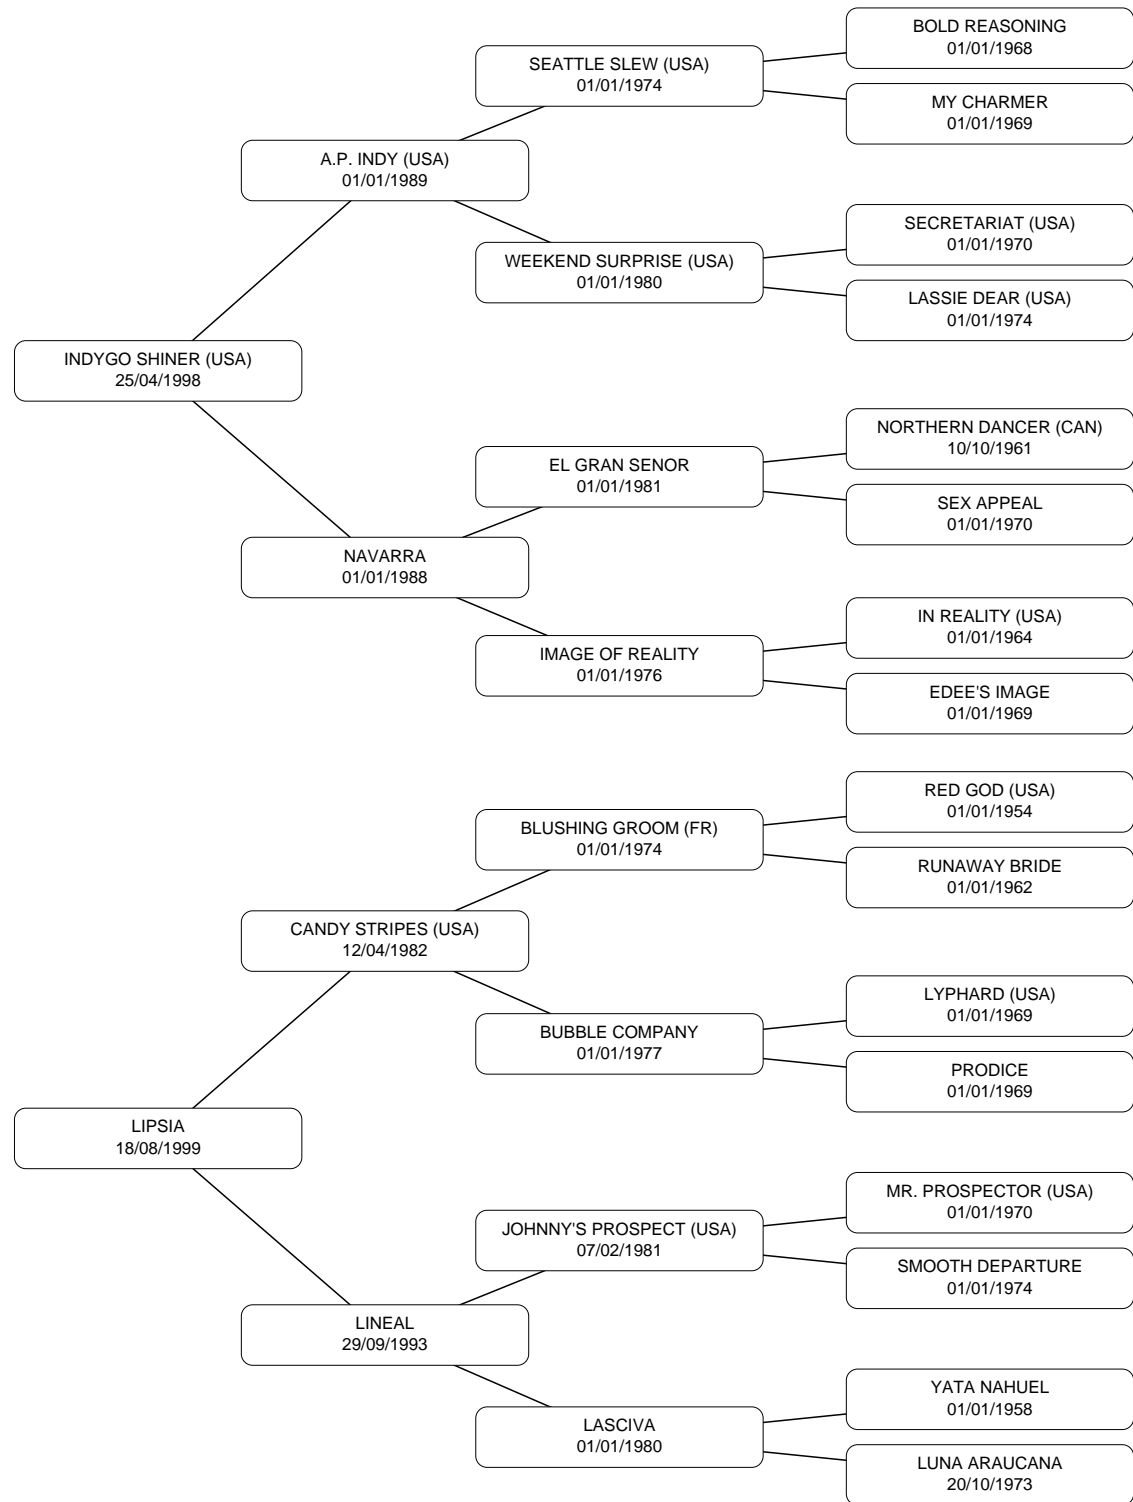 BOLD REASONING
01/01/1968
SEATTLE SLEW (USA)
01/01/1974
MY CHARMER
01/01/1969
A.P. INDY (USA)
01/01/1989
SECRETARIAT (USA)
01/01/1970
WEEKEND SURPRISE (USA)
01/01/1980
LASSIE DEAR (USA)
01/01/1974
INDYGO SHINER (USA)
25/04/1998
NORTHERN DANCER (CAN)
10/10/1961
EL GRAN SENOR
01/01/1981
SEX APPEAL
01/01/1970
NAVARRA
01/01/1988
IN REALITY (USA)
01/01/1964
IMAGE OF REALITY
01/01/1976
EDEE'S IMAGE
01/01/1969
RED GOD (USA)
01/01/1954
BLUSHING GROOM (FR)
01/01/1974
RUNAWAY BRIDE
01/01/1962
CANDY STRIPES (USA)
12/04/1982
LYPHARD (USA)
01/01/1969
BUBBLE COMPANY
01/01/1977
PRODICE
01/01/1969
LIPSIA
18/08/1999
MR. PROSPECTOR (USA)
01/01/1970
JOHNNY'S PROSPECT (USA)
07/02/1981
SMOOTH DEPARTURE
01/01/1974
LINEAL
29/09/1993
YATA NAHUEL
01/01/1958
LASCIVA
01/01/1980
LUNA ARAUCANA
20/10/1973